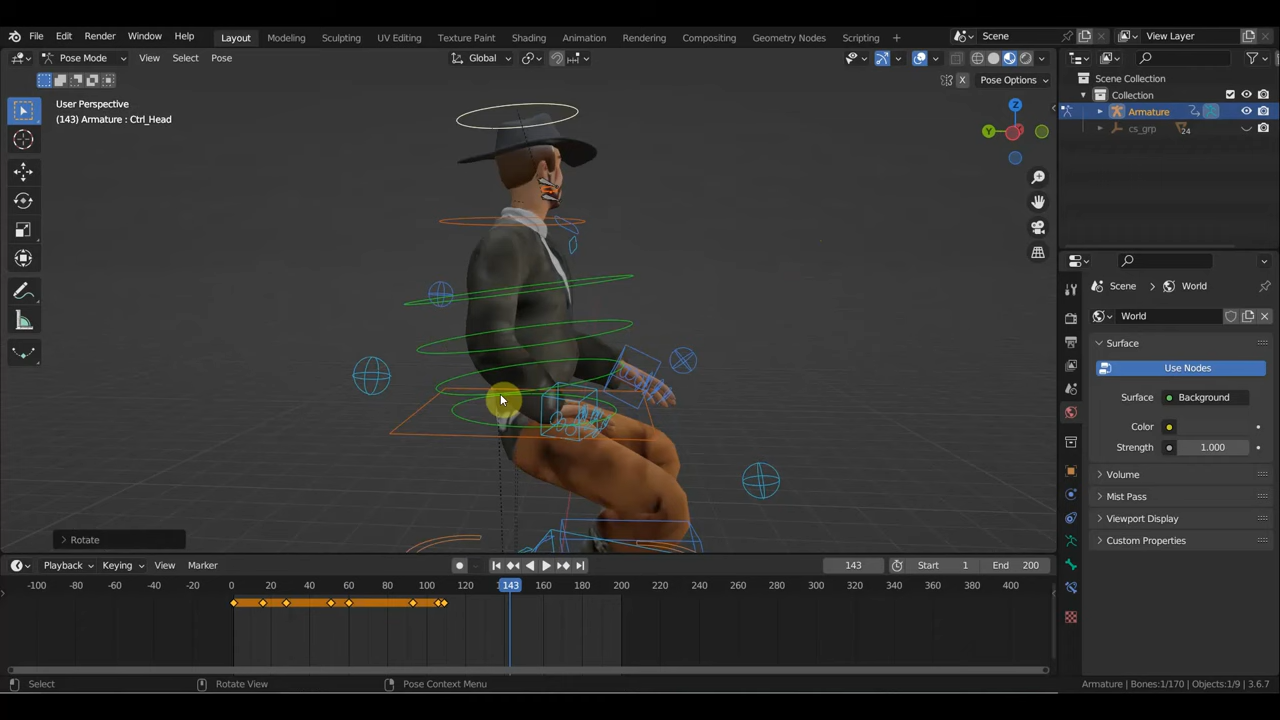 File Edit Render Window Help Layout Modeling Sculpting UV Editing Texture Paint Shading Animation Rendering Compositing Geometry Nodes Scripting Scene View Layer
Pose Mode View Select Pose Global
Pose Options
User Perspective
(143) Armature : Ctrl_Head
Z
Y
Scene Collection
Collection
Armature
cs_grp 24
Scene World
World
Surface
Use Nodes
Surface Background
Color
Strength 1.000
Volume
Mist Pass
Viewport Display
Custom Properties
Rotate
Playback Keying View Marker 143 Start 1 End 200
-100 -80 -60 -40 -20 0 20 40 60 80 100 143 160 180 200 220 240 260 280 300 320 340 360 380 400
Select Rotate View Pose Context Menu Armature | Bones:1/170 | Objects:1/9 | 3.6.7